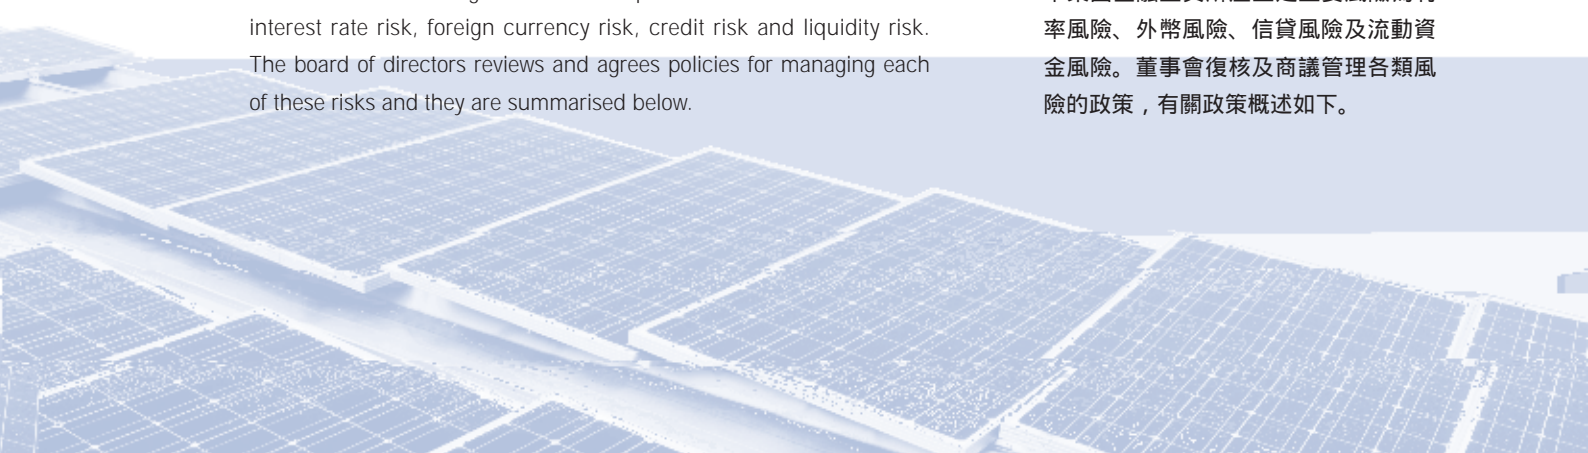 interest rate risk, foreign currency risk, credit risk and liquidity risk.
The board of directors reviews and agrees policies for managing each
of these risks and they are summarised below.
率風險、外幣風險、信貸風險及流動資
金風險。董事會復核及商議管理各類風
險的政策，有關政策概述如下。